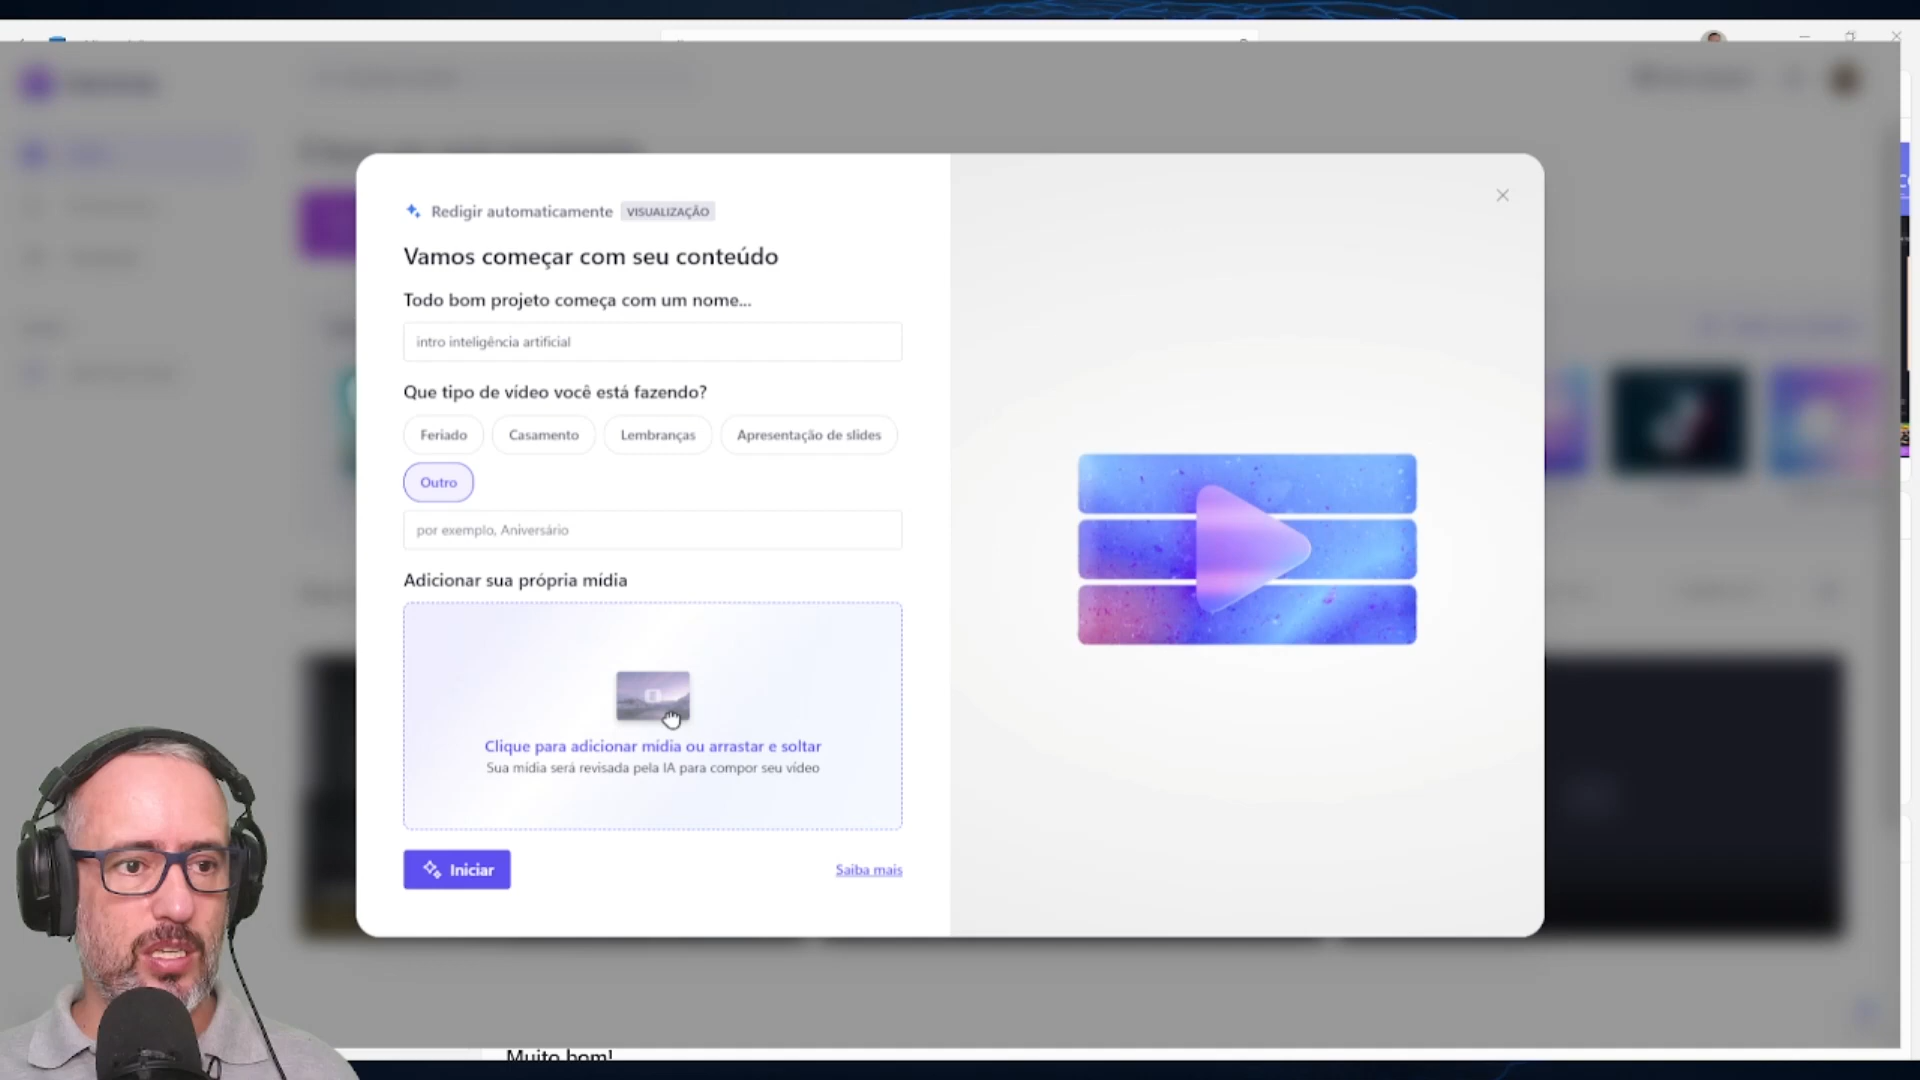 Redigir automaticamente VISUALIZAÇÃO
Vamos começar com seu conteúdo
Todo bom projeto começa com um nome...
intro inteligência artificial
Que tipo de vídeo você está fazendo?
Feriado Casamento Lembranças Apresentação de slides
Outro
por exemplo, Aniversário
Adicionar sua própria mídia
Clique para adicionar mídia ou arrastar e soltar
Sua mídia será revisada pela IA para compor seu vídeo
Iniciar Saiba mais
Muito bom!